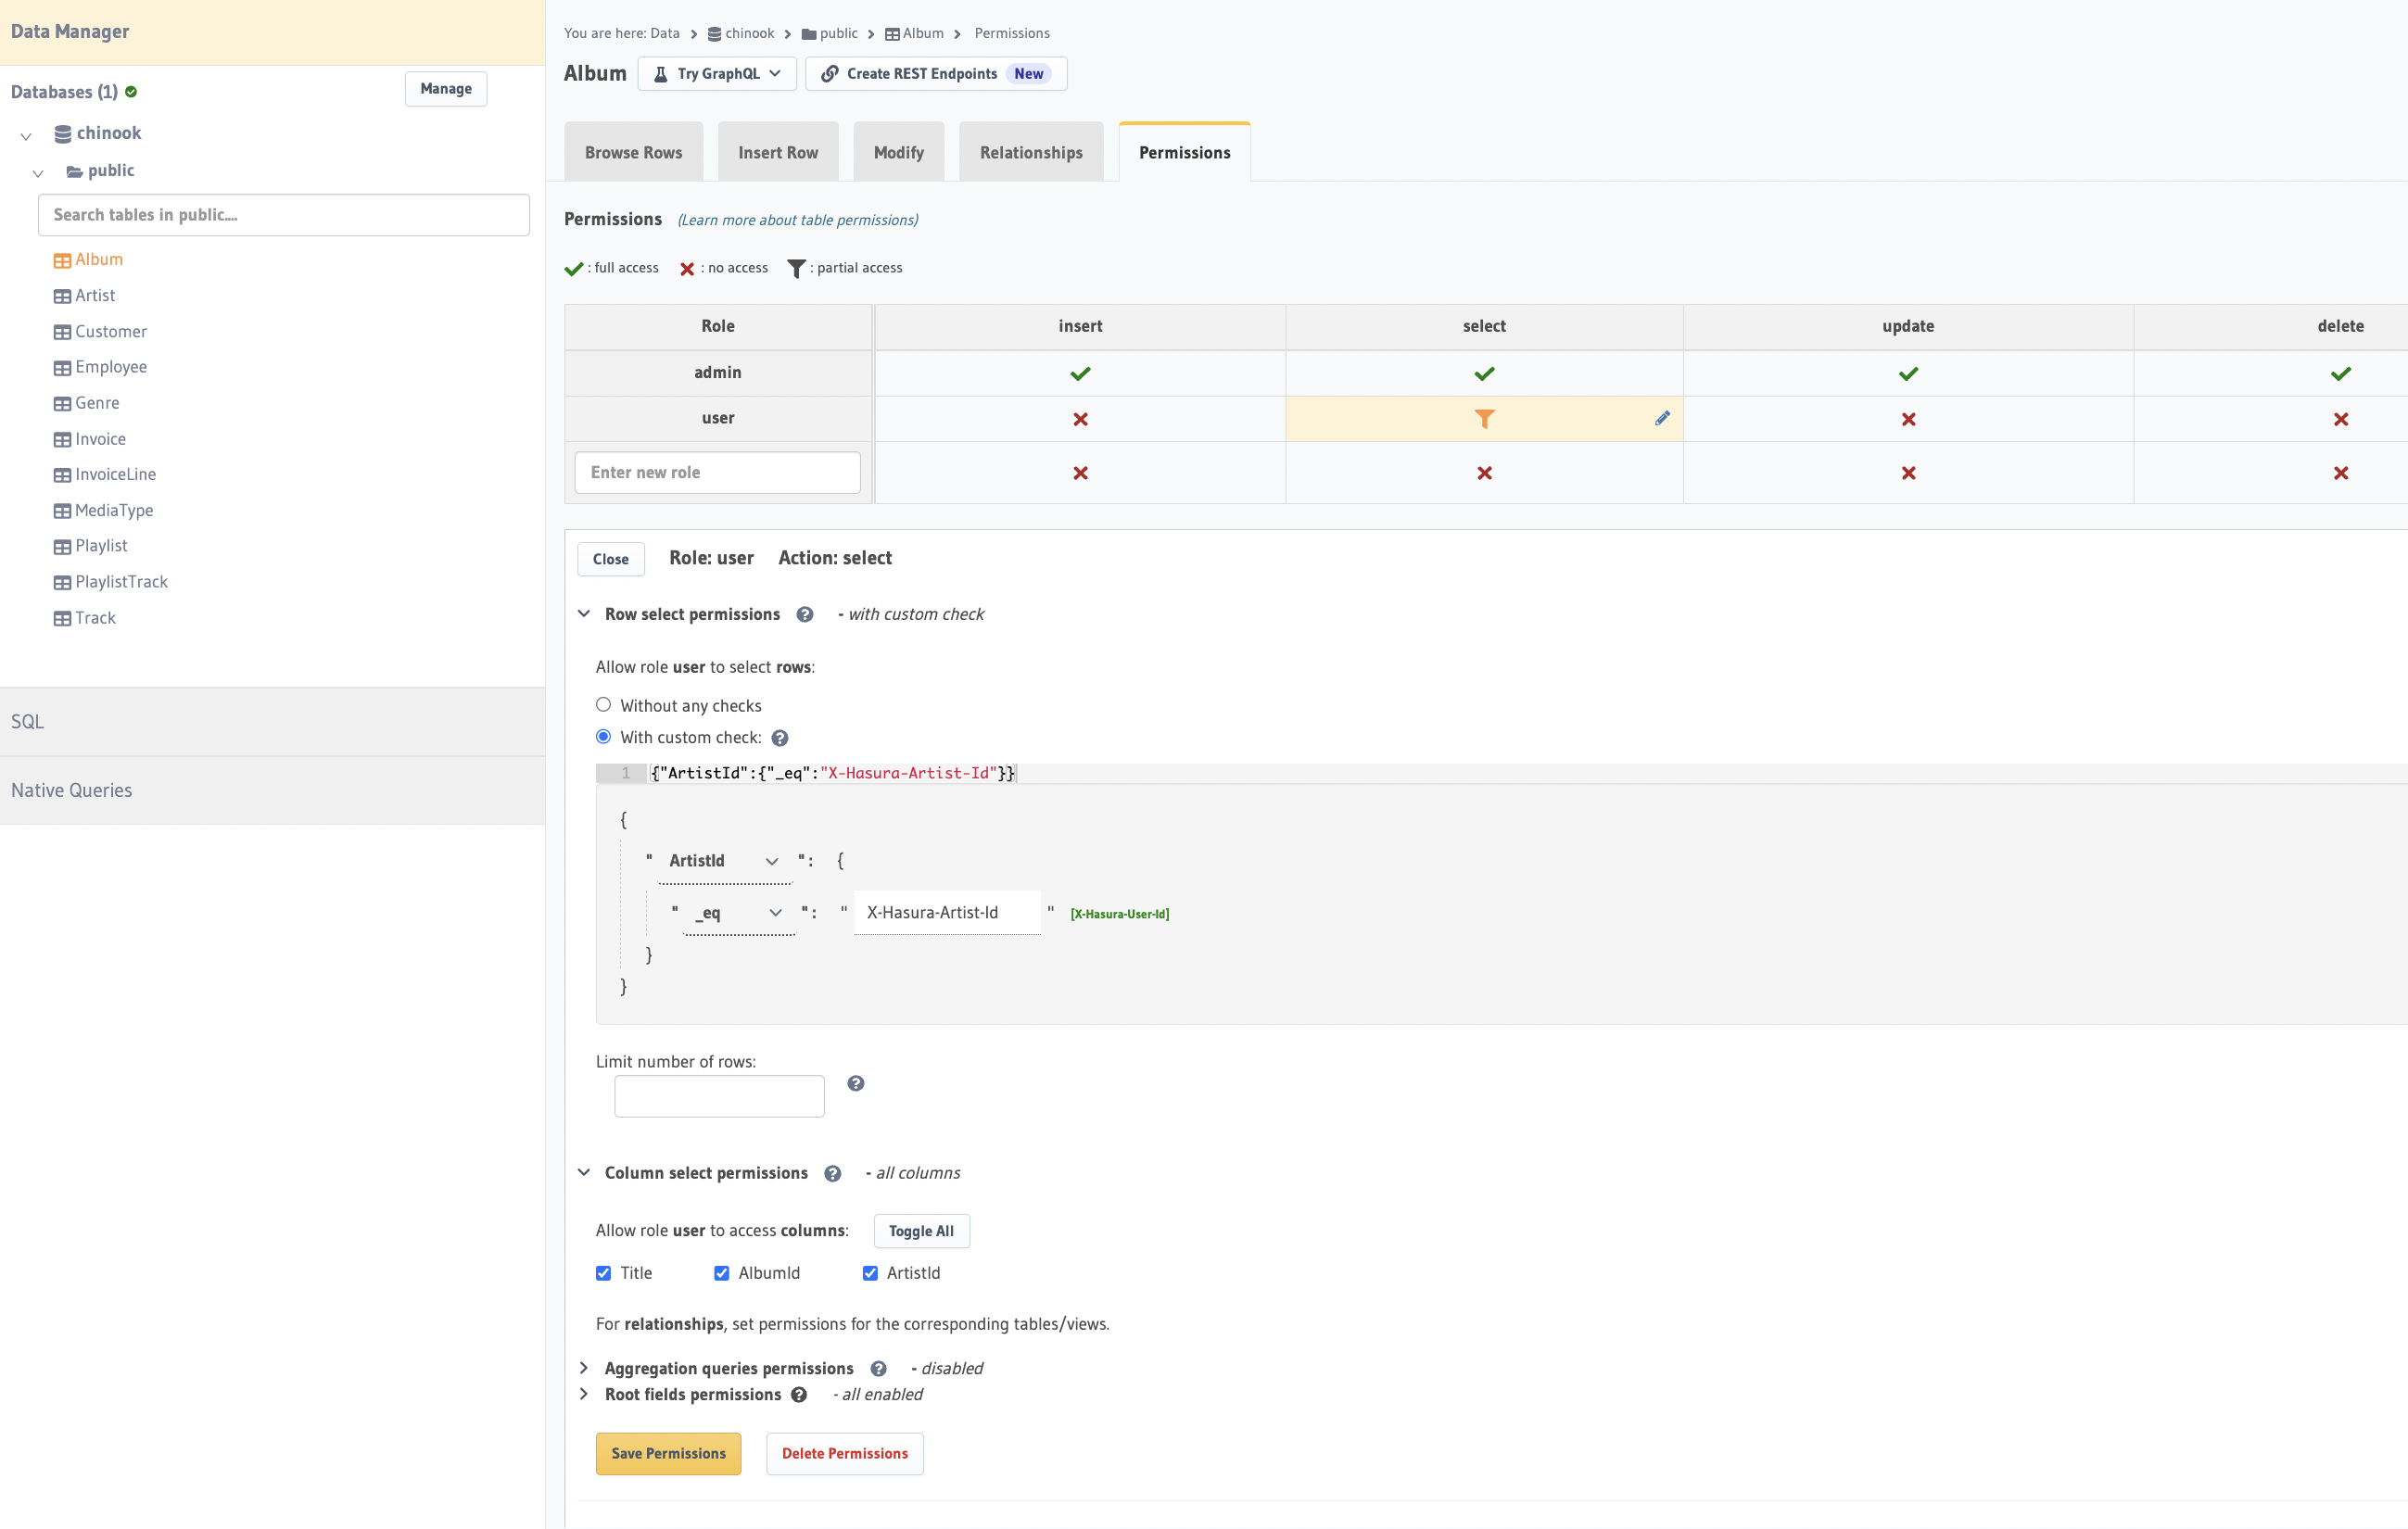 Data Manager
Databases (1)
Manage
chinook
public
Search tables in public....
Album
Artist
Customer
Employee
Genre
Invoice
InvoiceLine
MediaType
Playlist
PlaylistTrack
Track
SQL
Native Queries
You are here: Data > chinook > public > Album > Permissions
Album Try GraphQL Create REST Endpoints New
Browse Rows Insert Row Modify Relationships Permissions
Permissions (Learn more about table permissions)
: full access : no access : partial access
Role insert select update delete
admin
user
Enter new role
Close Role: user Action: select
Row select permissions ? - with custom check
Allow role user to select rows:
Without any checks
With custom check: ?
1 {"ArtistId":{"_eq":"X-Hasura-Artist-Id"}}
{
" ArtistId ": {
" _eq ": " X-Hasura-Artist-Id " [X-Hasura-User-Id]
}
}
Limit number of rows:
?
Column select permissions ? - all columns
Allow role user to access columns: Toggle All
Title AlbumId ArtistId
For relationships, set permissions for the corresponding tables/views.
Aggregation queries permissions ? - disabled
Root fields permissions ? - all enabled
Save Permissions Delete Permissions